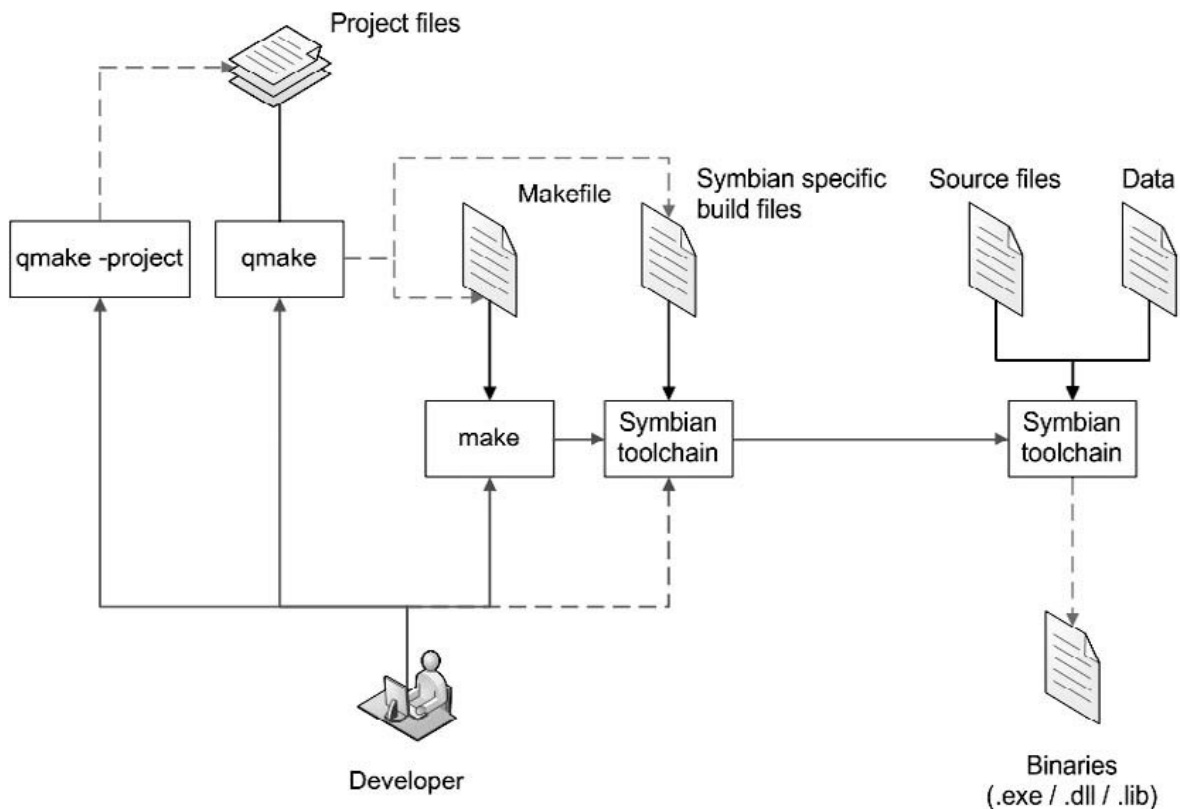 Project files
Makefile
Symbian specific
build files
Source files
Data
qmake -project
qmake
make
Symbian
toolchain
Symbian
toolchain
Developer
Binaries
(.exe / .dll / .lib)